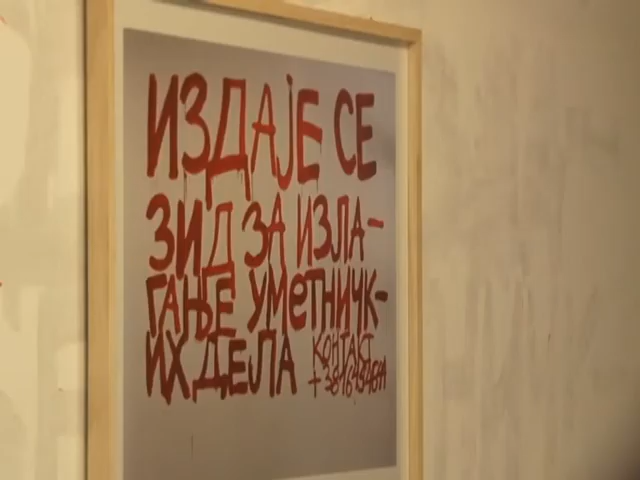 ИЗДАЈЕ СЕ
ЗИД ЗА ИЗЛА-
ГАЊЕ УМЕТНИЧК-
ИХ ДЕЛА КОНТАКТ